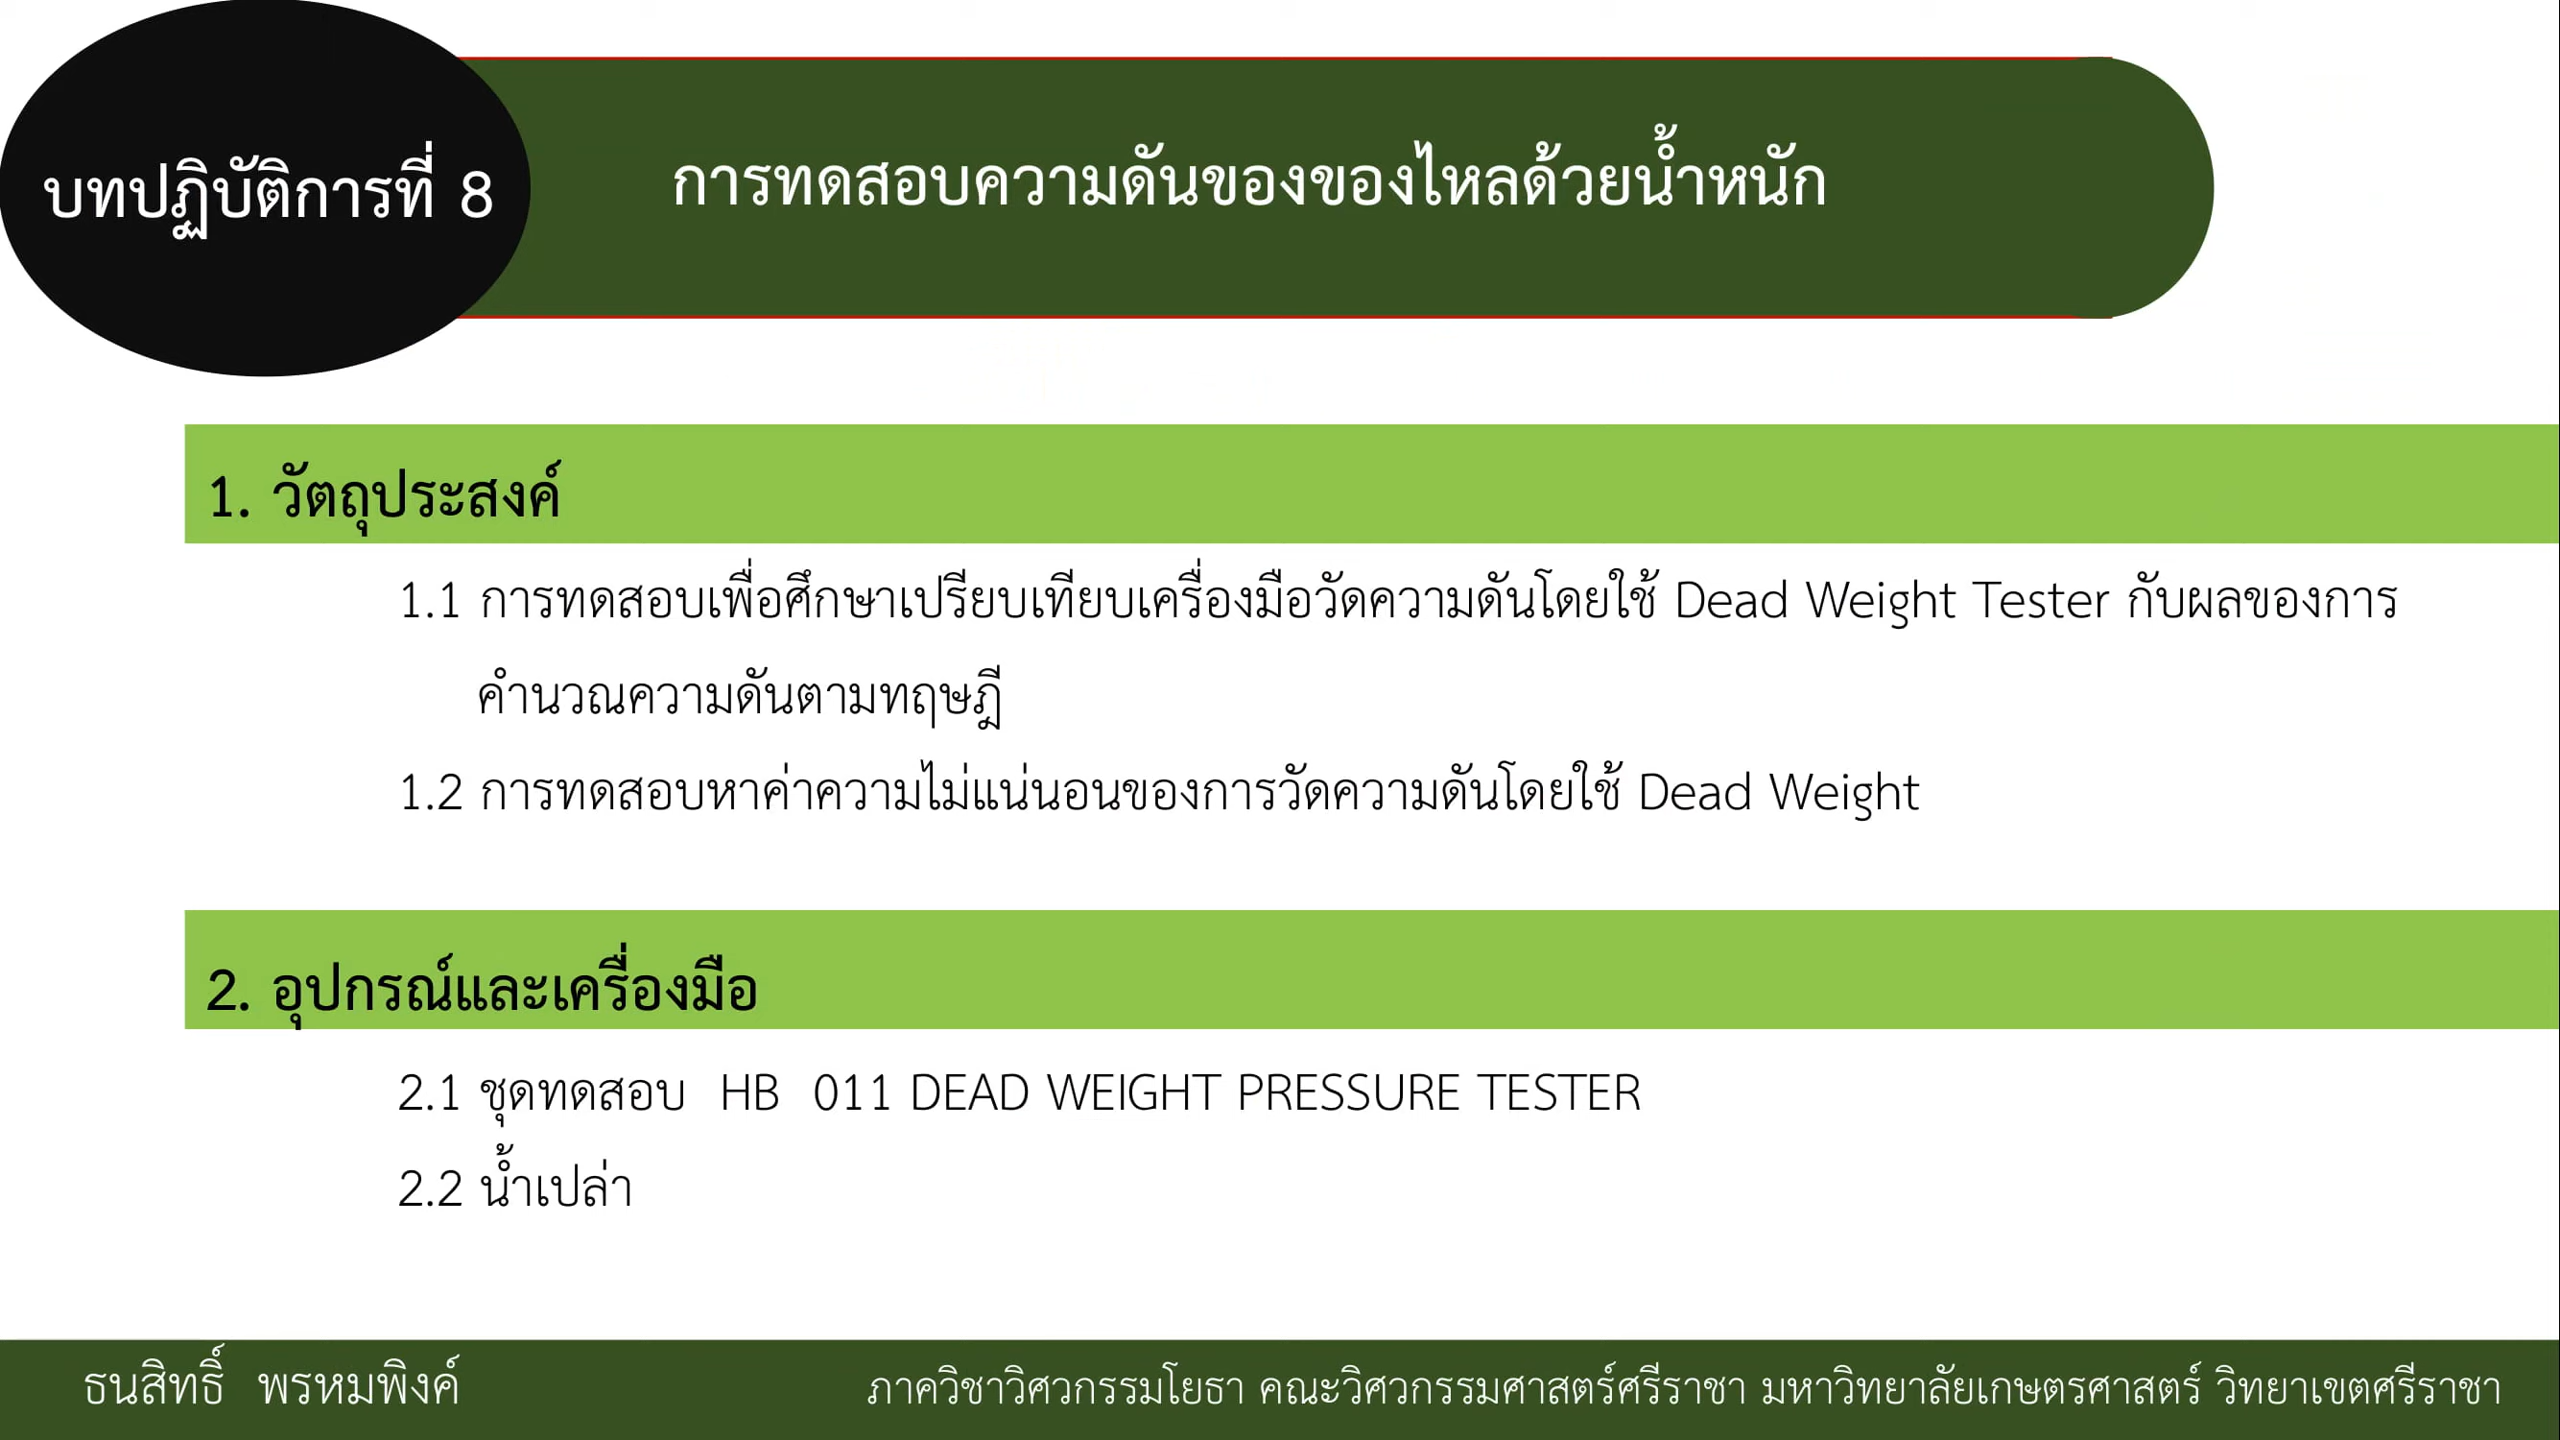 บทปฏิบัติการที่ 8
การทดสอบความดันของของไหลด้วยน้ำหนัก
1. วัตถุประสงค์
1.1 การทดสอบเพื่อศึกษาเปรียบเทียบเครื่องมือวัดความดันโดยใช้ Dead Weight Tester กับผลของการ
คำนวณความดันตามทฤษฎี
1.2 การทดสอบหาค่าความไม่แน่นอนของการวัดความดันโดยใช้ Dead Weight
2. อุปกรณ์และเครื่องมือ
2.1 ชุดทดสอบ HB 011 DEAD WEIGHT PRESSURE TESTER
2.2 น้ำเปล่า
ธนสิทธิ์ พรหมพิงค์
ภาควิชาวิศวกรรมโยธา คณะวิศวกรรมศาสตร์ศรีราชา มหาวิทยาลัยเกษตรศาสตร์ วิทยาเขตศรีราชา